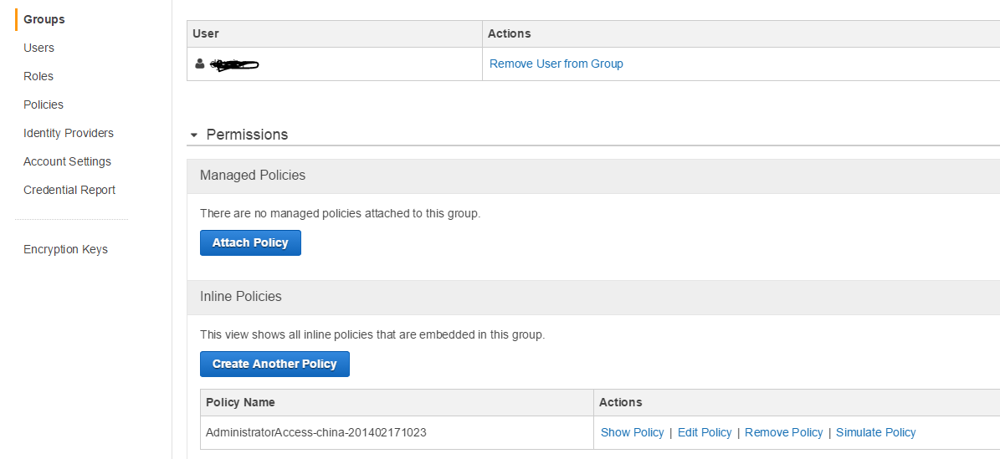 Groups
Users
Roles
Policies
Identity Providers
Account Settings
Credential Report
Encryption Keys
User Actions
Remove User from Group
Permissions
Managed Policies
There are no managed policies attached to this group.
Attach Policy
Inline Policies
This view shows all inline policies that are embedded in this group.
Create Another Policy
Policy Name Actions
AdministratorAccess-china-201402171023 Show Policy | Edit Policy | Remove Policy | Simulate Policy